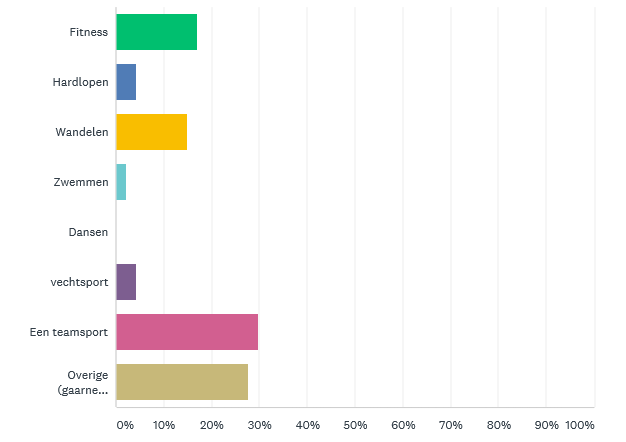 Fitness
Hardlopen
Wandelen
Zwemmen
Dansen
vechtsport
Een teamsport
Overige
(gaarne...
0% 10% 20% 30% 40% 50% 60% 70% 80% 90% 100%